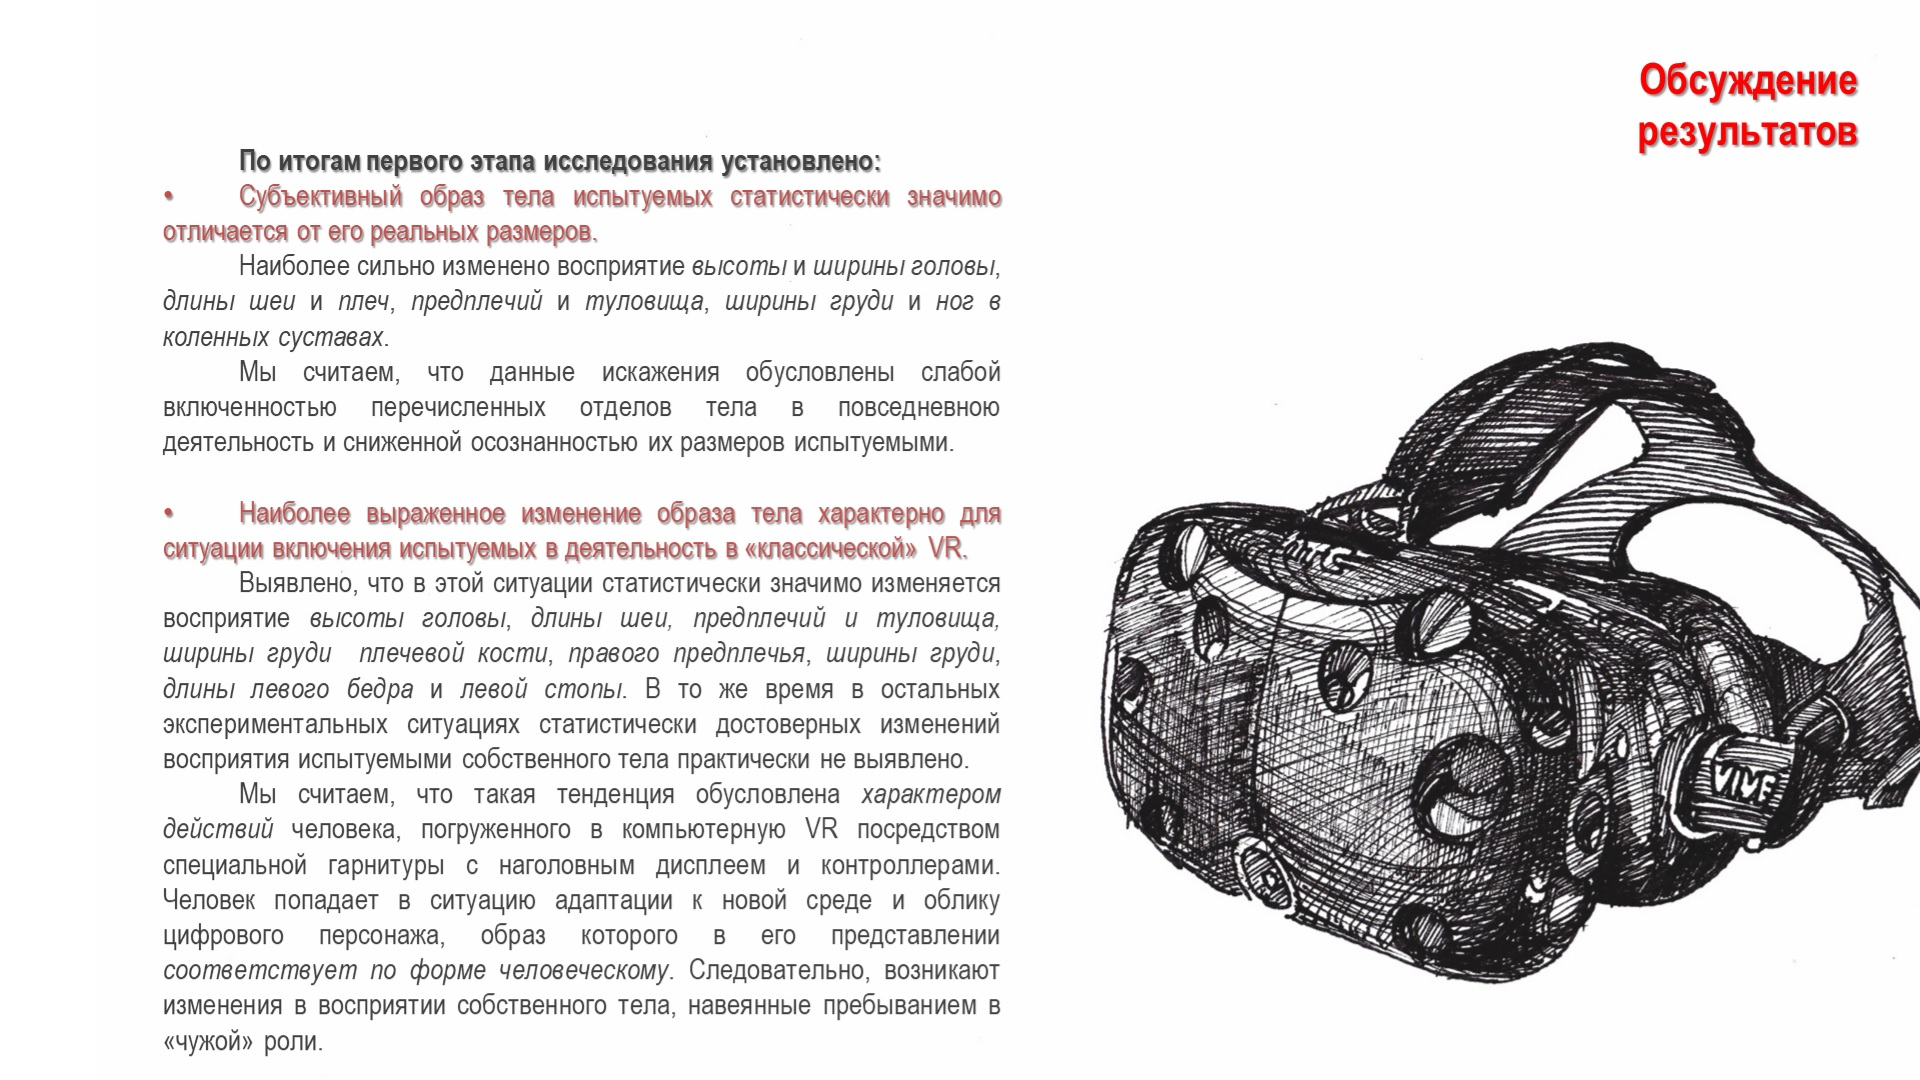 Обсуждение
результатов
По итогам первого этапа исследования установлено:
• Субъективный образ тела испытуемых статистически значимо
отличается от его реальных размеров.
Наиболее сильно изменено восприятие высоты и ширины головы,
длины шеи и плеч, предплечий и туловища, ширины груди и ног в
коленных суставах.
Мы считаем, что данные искажения обусловлены слабой
включенностью перечисленных отделов тела в повседневною
деятельность и сниженной осознанностью их размеров испытуемыми.
• Наиболее выраженное изменение образа тела характерно для
ситуации включения испытуемых в деятельность в «классической» VR.
Выявлено, что в этой ситуации статистически значимо изменяется
восприятие высоты головы, длины шеи, предплечий и туловища,
ширины груди плечевой кости, правого предплечья, ширины груди,
длины левого бедра и левой стопы. В то же время в остальных
экспериментальных ситуациях статистически достоверных изменений
восприятия испытуемыми собственного тела практически не выявлено.
Мы считаем, что такая тенденция обусловлена характером
действий человека, погруженного в компьютерную VR посредством
специальной гарнитуры с наголовным дисплеем и контроллерами.
Человек попадает в ситуацию адаптации к новой среде и облику
цифрового персонажа, образ которого в его представлении
соответствует по форме человеческому. Следовательно, возникают
изменения в восприятии собственного тела, навеянные пребыванием в
«чужой» роли.